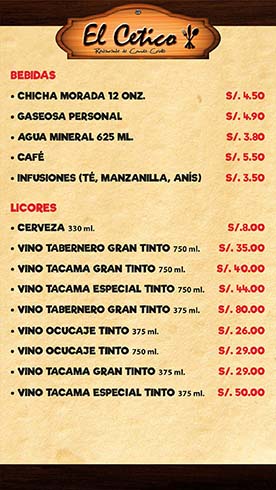 El Cetico
Restaurante de Comida Criolla
BEBIDAS
• CHICHA MORADA 12 ONZ. S/. 4.50
• GASEOSA PERSONAL S/. 4.90
• AGUA MINERAL 625 ML. S/. 3.80
• CAFÉ S/. 5.50
• INFUSIONES (TÉ, MANZANILLA, ANÍS) S/. 3.50
LICORES
• CERVEZA 330 ml. S/.8.00
• VINO TABERNERO GRAN TINTO 750 ml. S/. 35.00
• VINO TACAMA GRAN TINTO 750 ml. S/. 40.00
• VINO TACAMA ESPECIAL TINTO 750 ml. S/. 44.00
• VINO TABERNERO GRAN TINTO 375 ml. S/. 80.00
• VINO OCUCAJE TINTO 375 ml. S/. 26.00
• VINO OCUCAJE TINTO 750 ml. S/. 29.00
• VINO TACAMA GRAN TINTO 375 ml. S/. 29.00
• VINO TACAMA ESPECIAL TINTO 375 ml. S/. 50.00